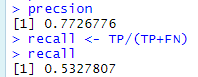 > precsion
[1] 0.7726776
> recall <- TP/(TP+FN)
> recall
[1] 0.5327807